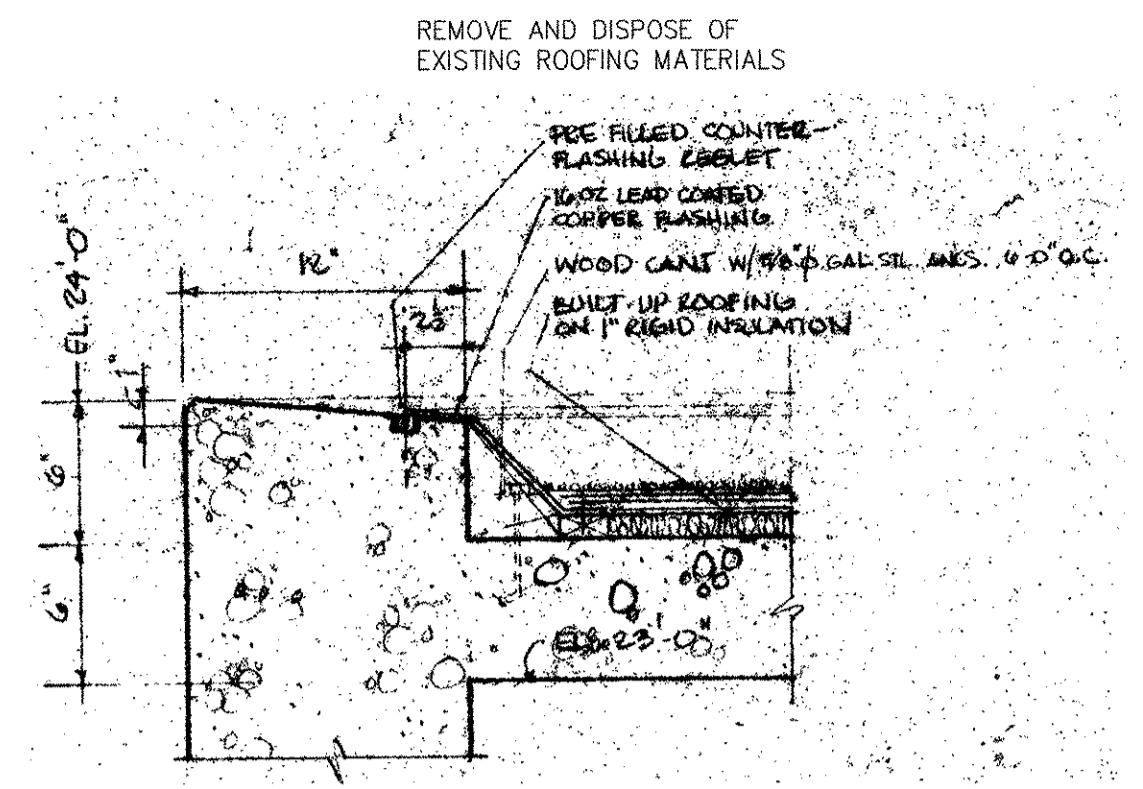 REMOVE AND DISPOSE OF
EXISTING ROOFING MATERIALS
PRE FILLED COUNTER-
FLASHING REGLET
16 OZ LEAD COATED
COPPER FLASHING
WOOD CANT W/ 5/8"ϕ GAL. STL. ANCS. 6'-0" O.C.
BUILT-UP ROOFING
ON 1" RIGID INSULATION
12"
2½"
EL. 24'-0"
1"
6"
6"
EL. 23'-0"